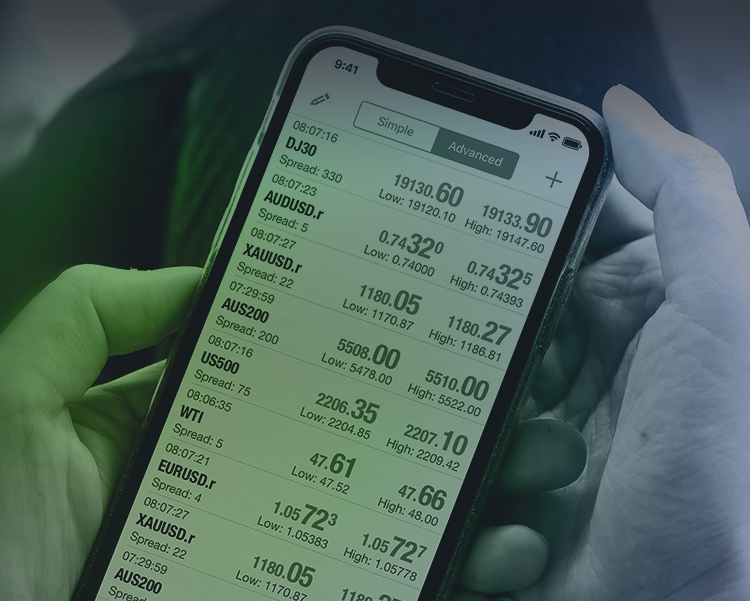 9:41
Simple Advanced
08:07:16
DJ30 19130.60 19133.90
Spread: 330 Low: 19120.10 High: 19147.60
08:07:23
AUDUSD.r 0.74320 0.74325
Spread: 5 Low: 0.74000 High: 0.74393
08:07:27
XAUUSD.r 1180.05 1180.27
Spread: 22 Low: 1170.87 High: 1186.81
07:29:59
AUS200 5508.00 5510.00
Spread: 200 Low: 5478.00 High: 5522.00
08:07:16
US500 2206.35 2207.10
Spread: 75 Low: 2204.85 High: 2209.42
08:06:35
WTI 47.61 47.66
Spread: 5 Low: 47.52 High: 48.00
08:07:21
EURUSD.r 1.05723 1.05727
Spread: 4 Low: 1.05383 High: 1.05778
08:07:27
XAUUSD.r 1180.05
Spread: 22 Low: 1170.87
07:29:59
AUS200